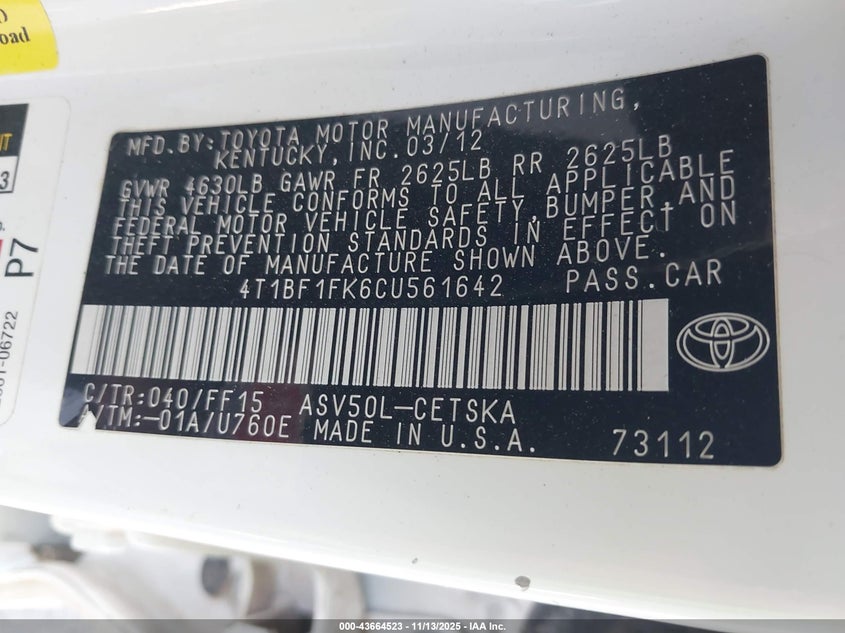 oad
MFD.BY:TOYOTA MOTOR MANUFACTURING,
KENTUCKY,INC.03/12
GVWR 4630LB GAWR FR 2625LB RR 2625LB
THIS VEHICLE CONFORMS TO ALL APPLICABLE
FEDERAL MOTOR VEHICLE SAFETY,BUMPER,AND
THEFT PREVENTION STANDARDS IN EFFECT ON
THE DATE OF MANUFACTURE SHOWN ABOVE.
4T1BF1FK6CU561642 PASS.CAR
C/TR:040/FF15 ASV50L-CETSKA
A/TM:-01A/U760E MADE IN U.S.A. 73112
P7
-06722
000-43664523 | 11/13/2025 - IAA Inc.